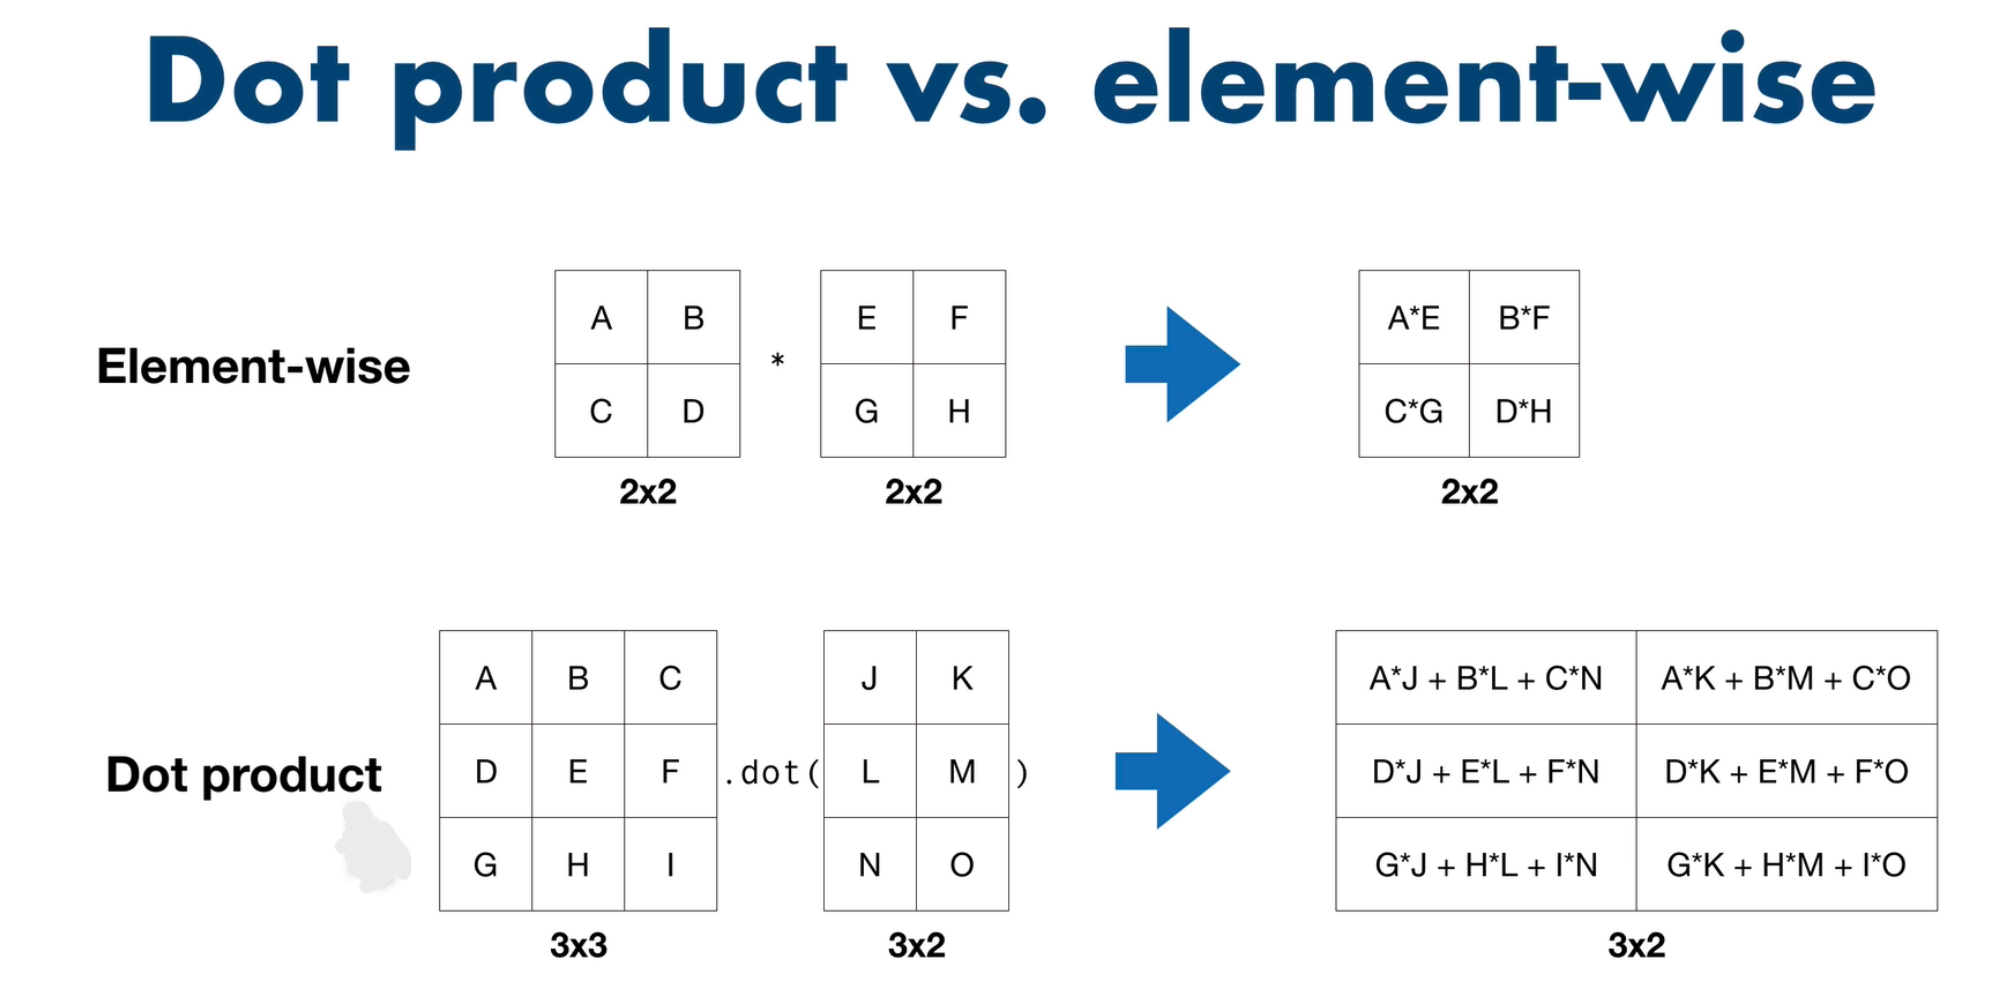 Dot product vs. element-wise
Element-wise
A B
C D
*
E F
G H
A*E B*F
C*G D*H
2x2 2x2 2x2
Dot product
A B C
D E F
G H I
.dot(
J K
L M
N O
)
A*J + B*L + C*N A*K + B*M + C*O
D*J + E*L + F*N D*K + E*M + F*O
G*J + H*L + I*N G*K + H*M + I*O
3x3 3x2 3x2